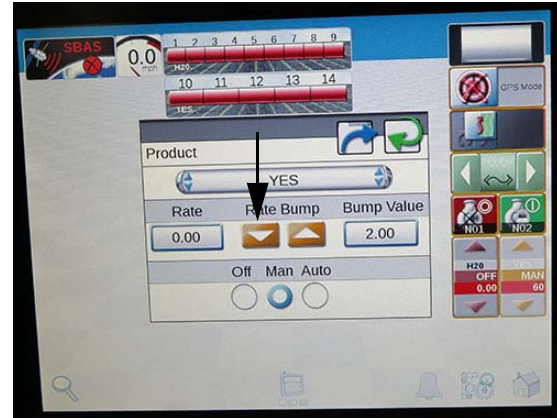 SBAS
0.0
mph
1 2 3 4 5 6 7 8 9
H20
10 11 12 13 14
YES
GPS Mode
Product
YES
Rate Rate Bump Bump Value
0.00 2.00
Off Man Auto
N01 N02
H20 YES
OFF MAN
0.00 60